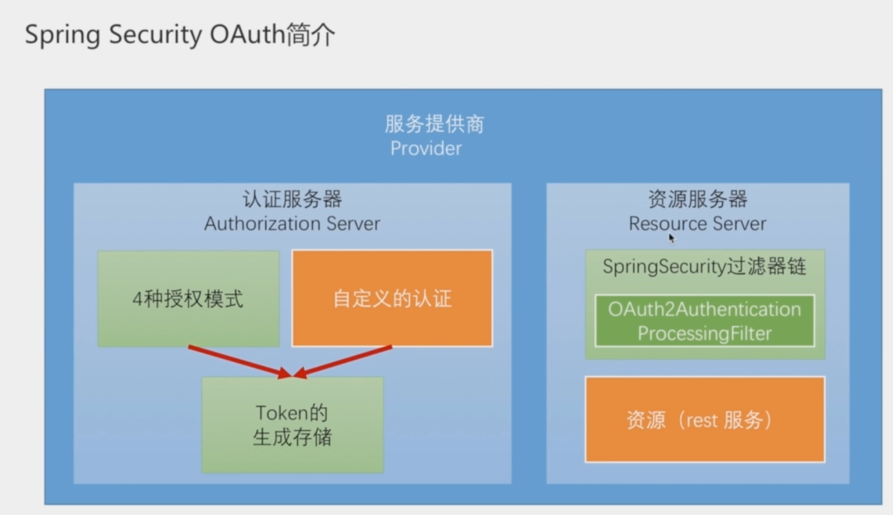 Spring Security OAuth简介
服务提供商
Provider
认证服务器
Authorization Server
4种授权模式
自定义的认证
Token的
生成存储
资源服务器
Resource Server
SpringSecurity过滤器链
OAuth2Authentication
ProcessingFilter
资源（rest 服务）